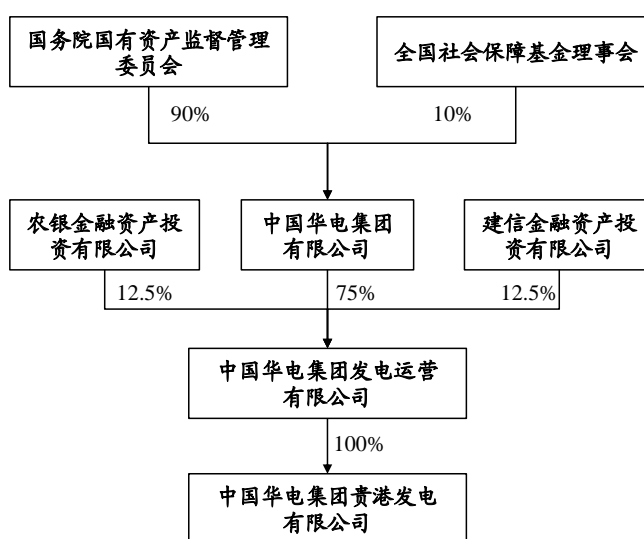 国务院国有资产监督管理
委员会
全国社会保障基金理事会
90%
10%
农银金融资产投
资有限公司
中国华电集团
有限公司
建信金融资产投
资有限公司
12.5%
75%
12.5%
中国华电集团发电运营
有限公司
100%
中国华电集团贵港发电
有限公司